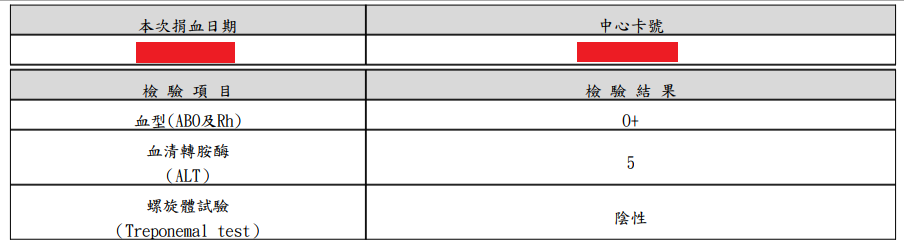 本次捐血日期
中心卡號
檢 驗 項 目
檢 驗 結 果
血型(ABO及Rh)
O+
血清轉胺酶
(ALT)
5
螺旋體試驗
(Treponemal test)
陰性